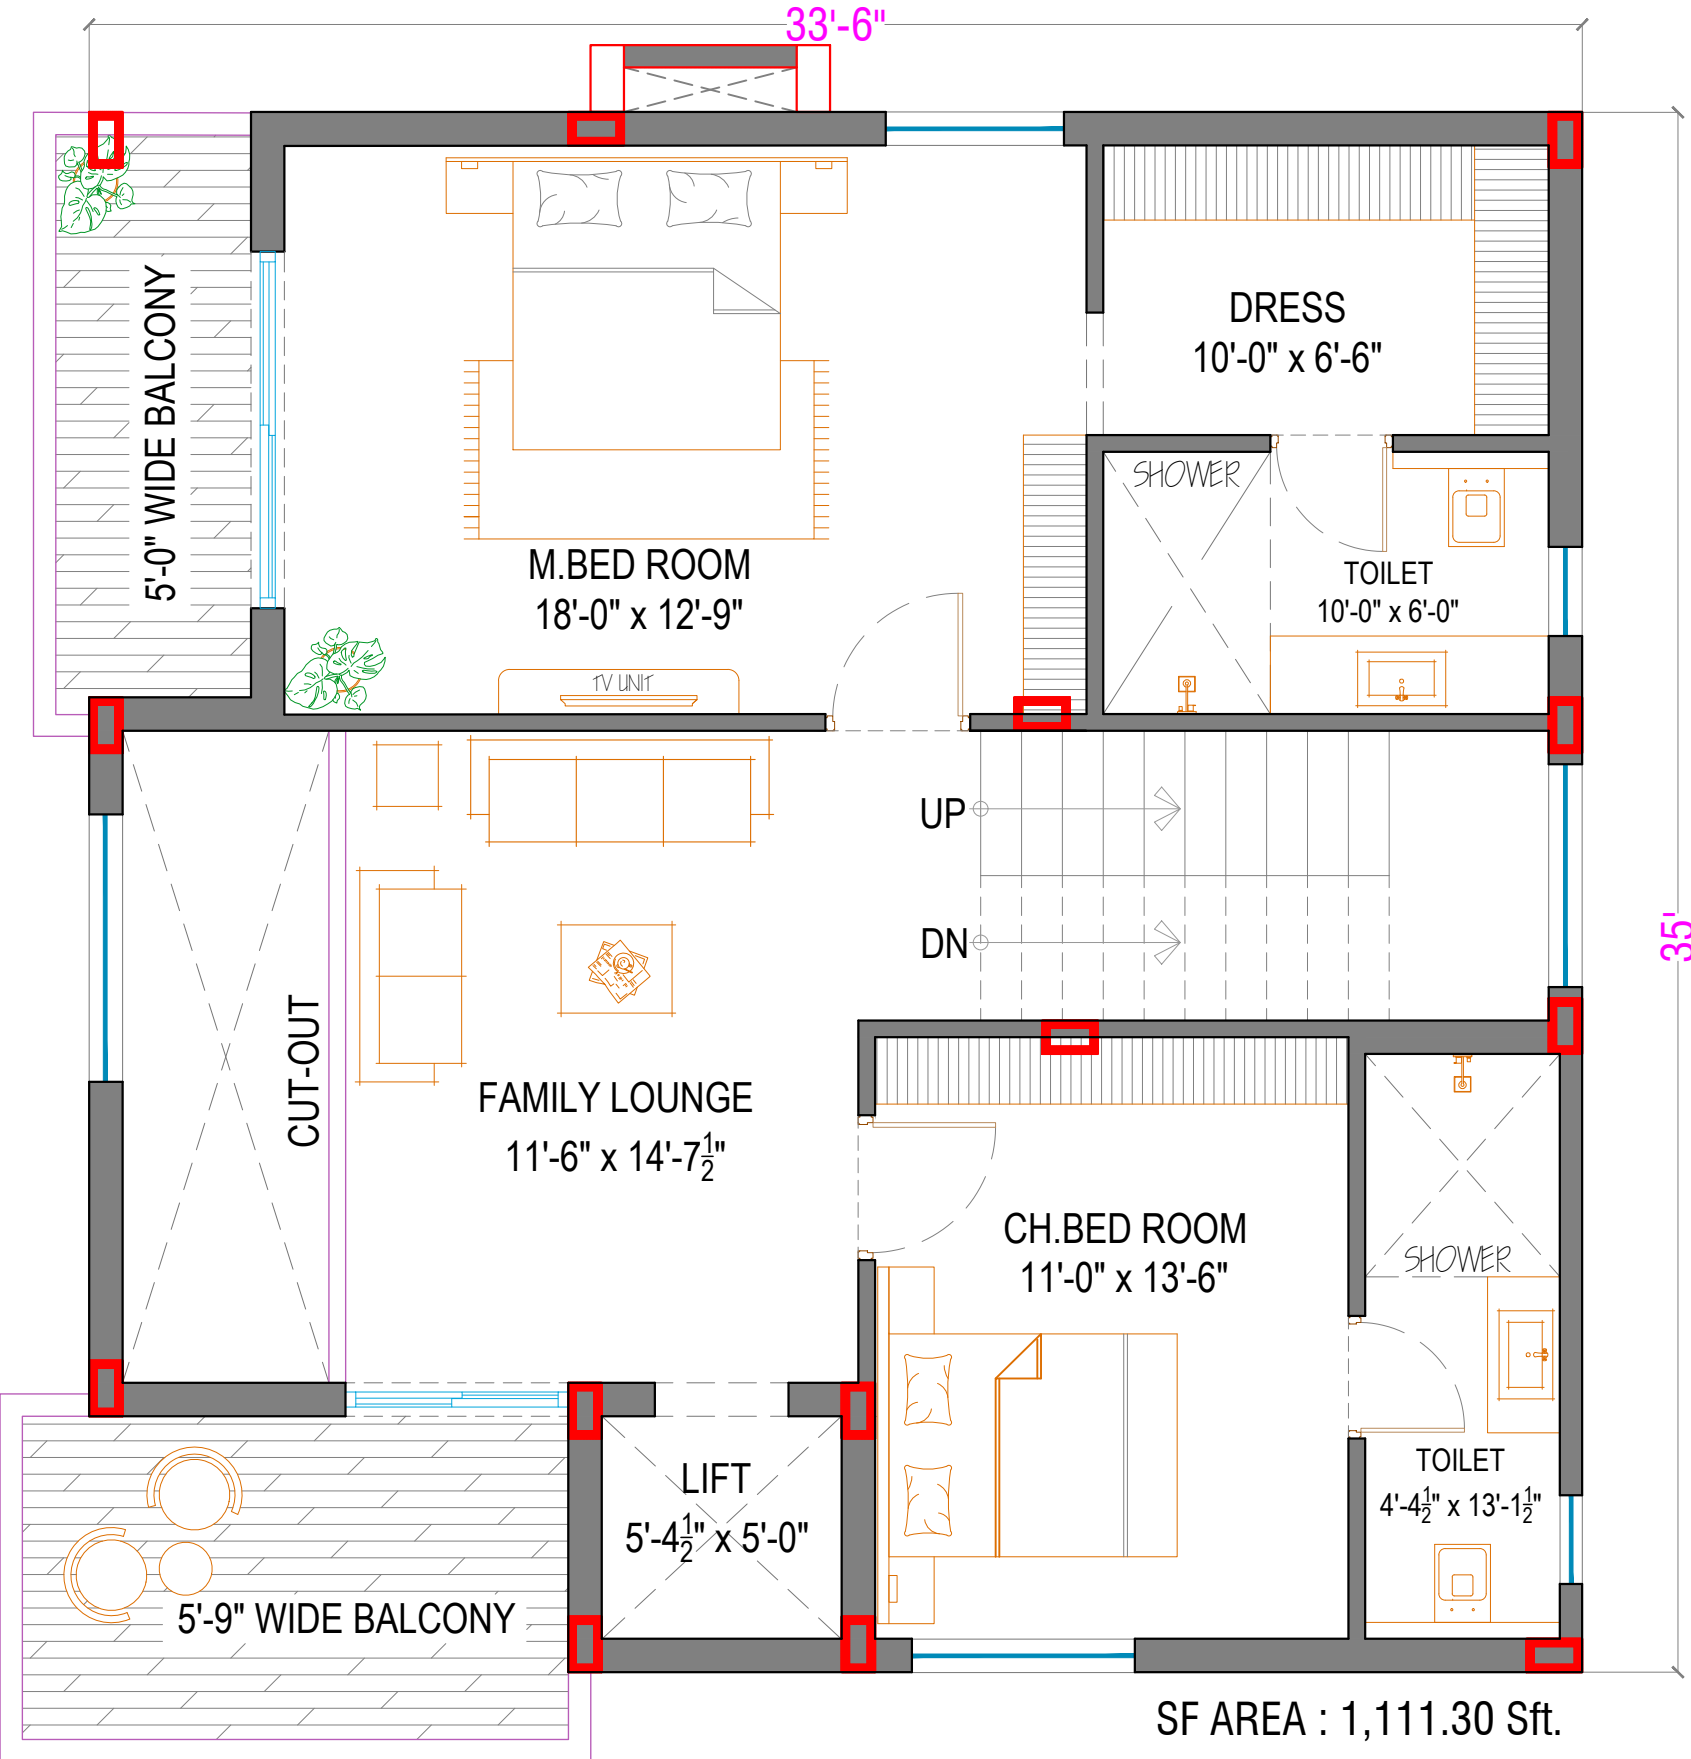 33'-6"
5'-0" WIDE BALCONY
DRESS
10'-0" x 6'-6"
SHOWER
M.BED ROOM
18'-0" x 12'-9"
TOILET
10'-0" x 6'-0"
TV UNIT
UP
DN
35'
CUT-OUT
FAMILY LOUNGE
11'-6" x 14'-7½"
CH.BED ROOM
11'-0" x 13'-6"
SHOWER
LIFT
5'-4½" x 5'-0"
TOILET
4'-4½" x 13'-1½"
5'-9" WIDE BALCONY
SF AREA : 1,111.30 Sft.